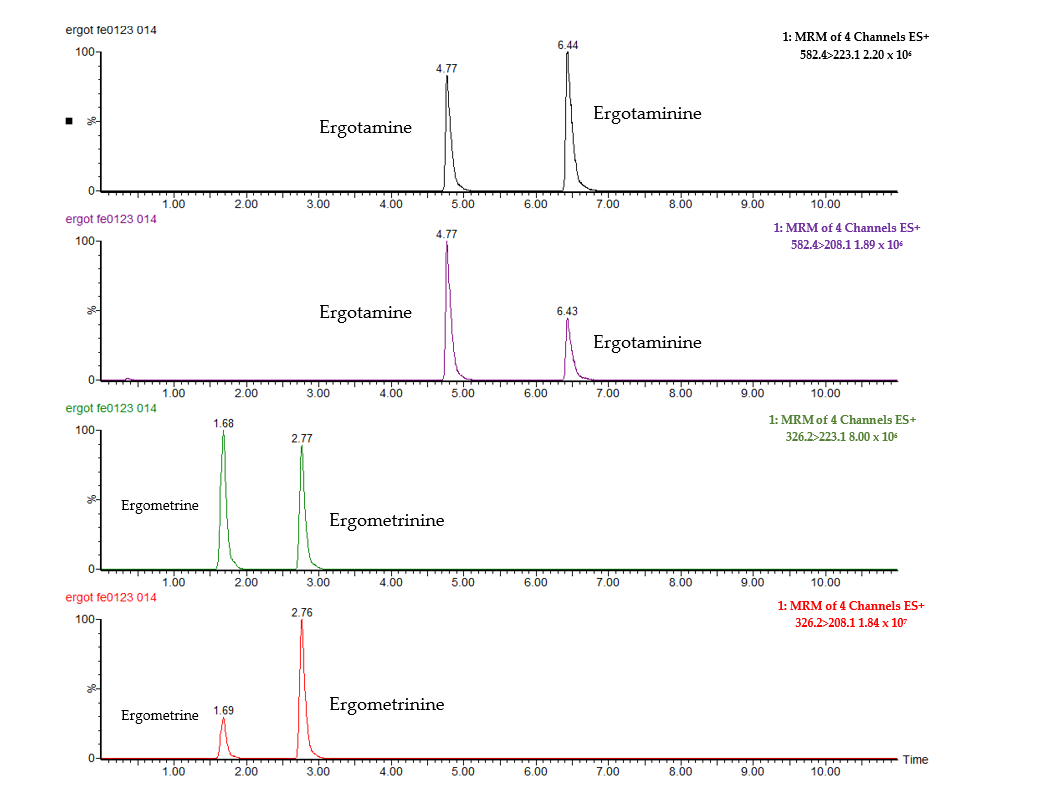 ergot fe0123 014
1: MRM of 4 Channels ES+
582.4>223.1 2.20 x 10⁶
100
%
0
4.77
6.44
Ergotamine
Ergotaminine
1.00 2.00 3.00 4.00 5.00 6.00 7.00 8.00 9.00 10.00
ergot fe0123 014
1: MRM of 4 Channels ES+
582.4>208.1 1.89 x 10⁶
100
%
0
4.77
6.43
Ergotamine
Ergotaminine
1.00 2.00 3.00 4.00 5.00 6.00 7.00 8.00 9.00 10.00
ergot fe0123 014
1: MRM of 4 Channels ES+
326.2>223.1 8.00 x 10⁶
100
%
0
1.68
2.77
Ergometrine
Ergometrinine
1.00 2.00 3.00 4.00 5.00 6.00 7.00 8.00 9.00 10.00
ergot fe0123 014
1: MRM of 4 Channels ES+
326.2>208.1 1.84 x 10⁷
100
%
0
2.76
1.69
Ergometrinine
Ergometrine
Time
1.00 2.00 3.00 4.00 5.00 6.00 7.00 8.00 9.00 10.00